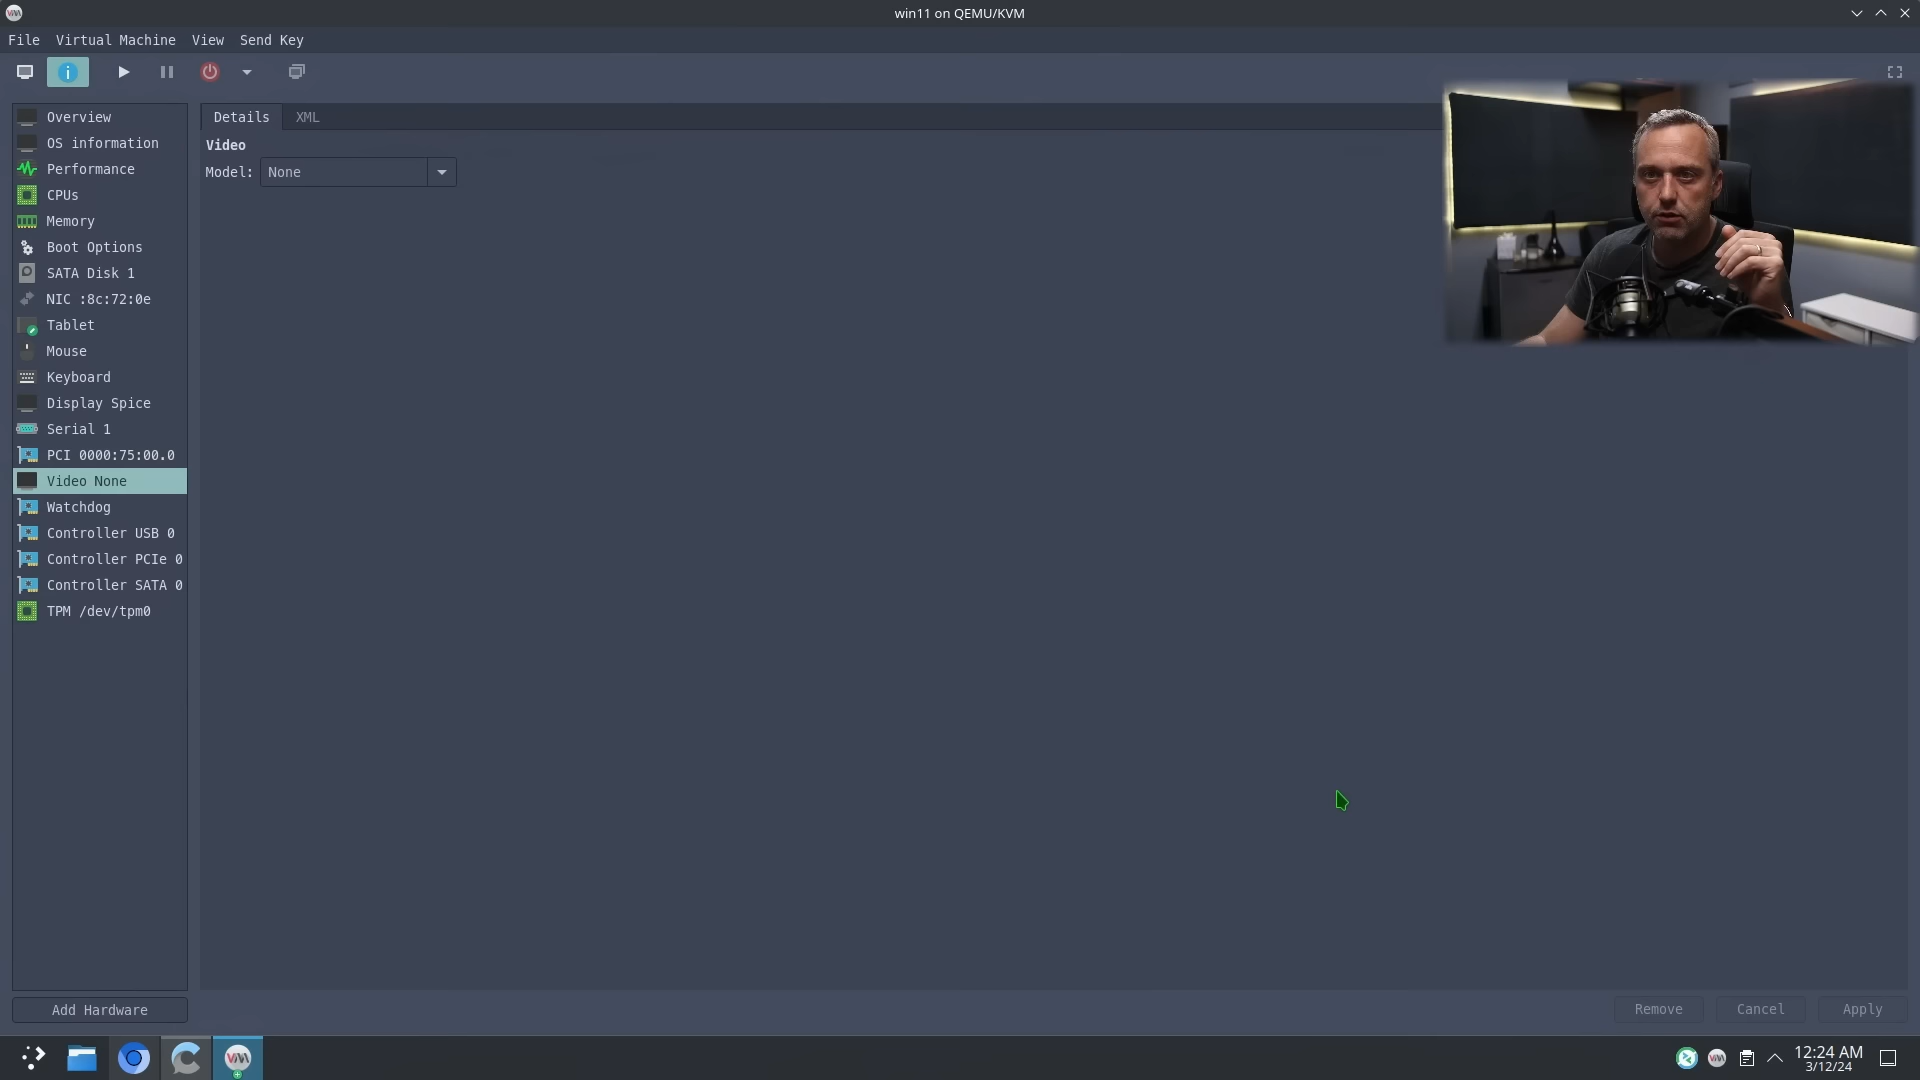 win11 on QEMU/KVM
File Virtual Machine View Send Key
Overview
OS information
Performance
CPUs
Memory
Boot Options
SATA Disk 1
NIC :8c:72:0e
Tablet
Mouse
Keyboard
Display Spice
Serial 1
PCI 0000:75:00.0
Video None
Watchdog
Controller USB 0
Controller PCIe 0
Controller SATA 0
TPM /dev/tpm0
Add Hardware
Details XML
Video
Model: None
Remove Cancel Apply
12:24 AM
3/12/24